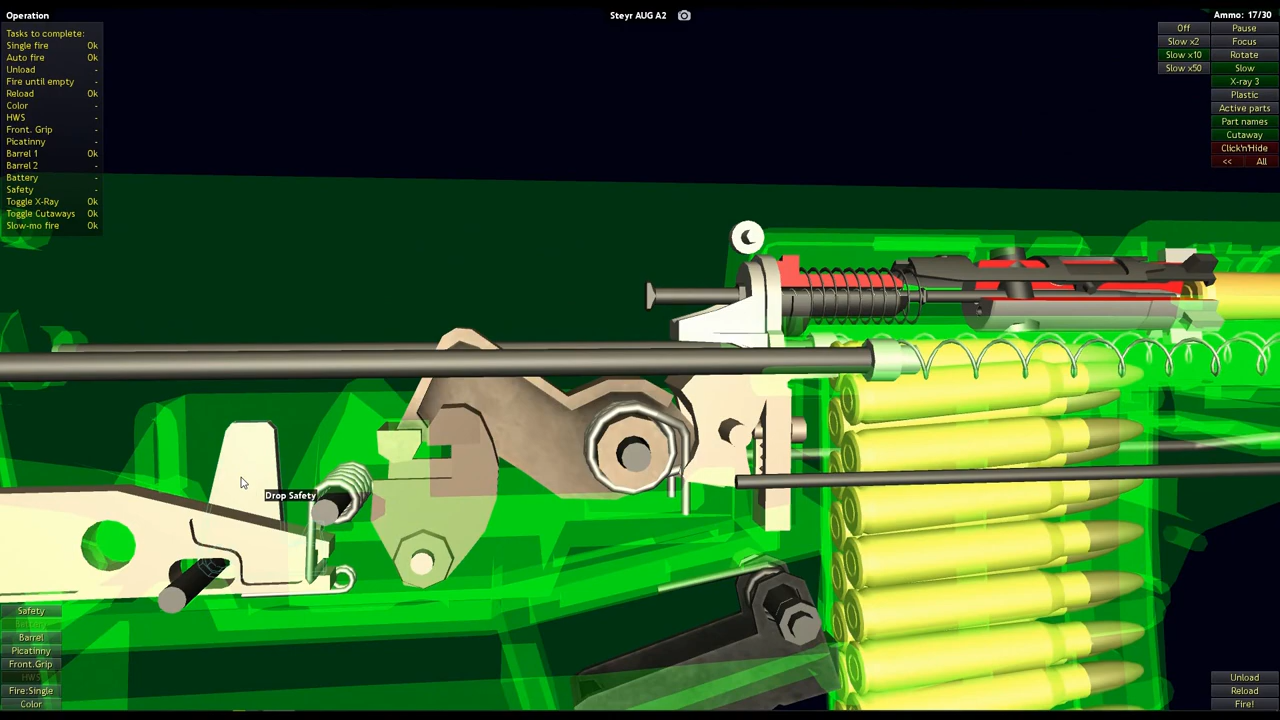 Operation
Steyr AUG A2
Ammo: 17/30
Tasks to complete:
Single fire Ok
Auto fire Ok
Unload -
Fire until empty -
Reload Ok
Color -
HWS -
Front. Grip -
Picatinny -
Barrel 1 Ok
Barrel 2 -
Battery -
Safety -
Toggle X-Ray Ok
Toggle Cutaways Ok
Slow-mo fire Ok
Off Pause
Slow x2 Focus
Slow x10 Rotate
Slow x50 Slow
X-ray 3
Plastic
Active parts
Part names
Cutaway
Click'n'Hide
<< All
Drop Safety
Safety
Battery
Barrel
Picatinny
Front.Grip
HWS
Fire:Single
Color
Unload
Reload
Fire!